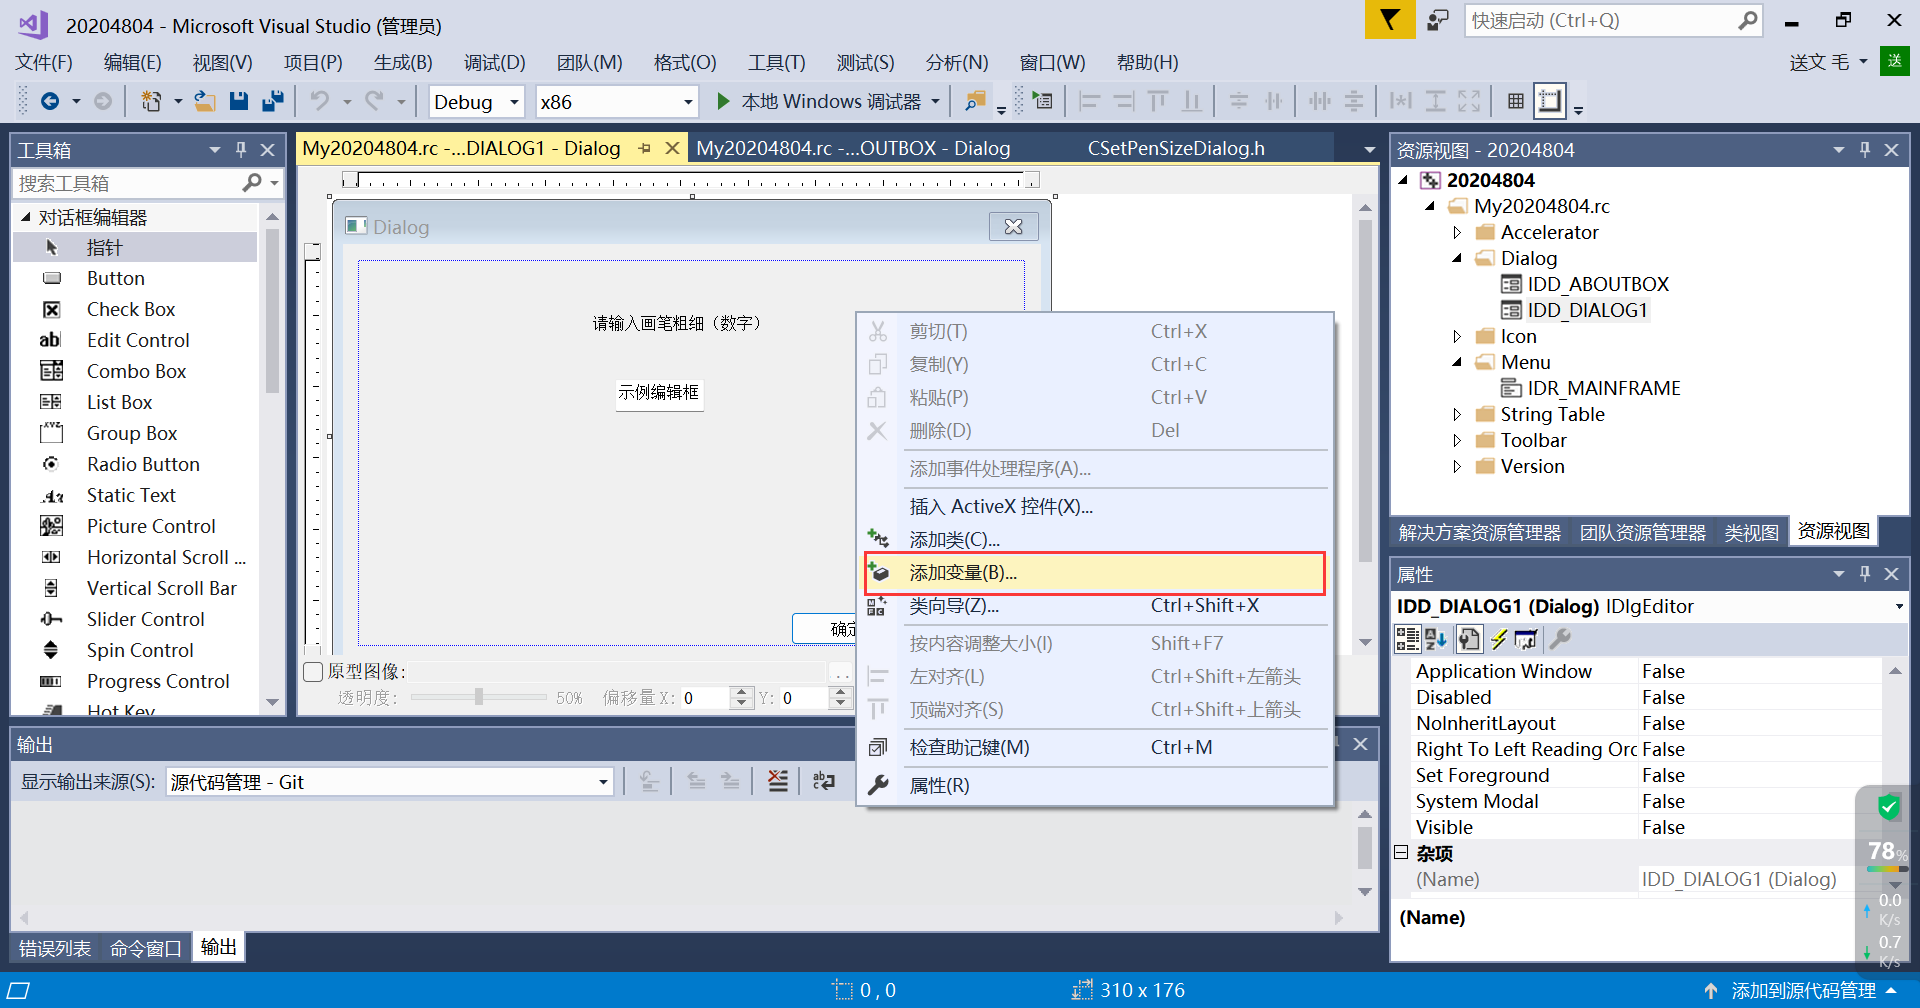 20204804 - Microsoft Visual Studio (管理员)
快速启动 (Ctrl+Q)
文件(F) 编辑(E) 视图(V) 项目(P) 生成(B) 调试(D) 团队(M) 格式(O) 工具(T) 测试(S) 分析(N) 窗口(W) 帮助(H)
送文 毛 送
Debug x86 本地 Windows 调试器
工具箱
搜索工具箱
对话框编辑器
指针
Button
Check Box
Edit Control
Combo Box
List Box
Group Box
Radio Button
Static Text
Picture Control
Horizontal Scroll ...
Vertical Scroll Bar
Slider Control
Spin Control
Progress Control
Hot Key
My20204804.rc -...DIALOG1 - Dialog
My20204804.rc -...OUTBOX - Dialog
CSetPenSizeDialog.h
Dialog
请输入画笔粗细（数字）
示例编辑框
原型图像:
..
透明度: 50% 偏移量 X: 0 Y: 0
剪切(T) Ctrl+X
复制(Y) Ctrl+C
粘贴(P) Ctrl+V
删除(D) Del
添加事件处理程序(A)...
插入 ActiveX 控件(X)...
添加类(C)...
添加变量(B)...
类向导(Z)... Ctrl+Shift+X
按内容调整大小(I) Shift+F7
左对齐(L) Ctrl+Shift+左箭头
顶端对齐(S) Ctrl+Shift+上箭头
检查助记键(M) Ctrl+M
属性(R)
资源视图 - 20204804
20204804
My20204804.rc
Accelerator
Dialog
IDD_ABOUTBOX
IDD_DIALOG1
Icon
Menu
IDR_MAINFRAME
String Table
Toolbar
Version
解决方案资源管理器 团队资源管理器 类视图 资源视图
属性
IDD_DIALOG1 (Dialog) IDlgEditor
Application Window False
Disabled False
NoInheritLayout False
Right To Left Reading Orc False
Set Foreground False
System Modal False
Visible False
杂项
(Name) IDD_DIALOG1 (Dialog)
(Name)
78%
0.0
K/s
0.7
K/s
输出
显示输出来源(S): 源代码管理 - Git
错误列表 命令窗口 输出
0 , 0
310 x 176
添加到源代码管理